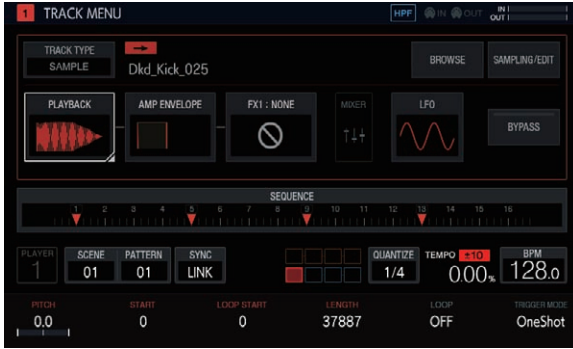 1 TRACK MENU HPF IN OUT IN
OUT
TRACK TYPE
SAMPLE
Dkd_Kick_025
BROWSE
SAMPLING/EDIT
PLAYBACK
AMP ENVELOPE
FX1 : NONE
MIXER
LFO
BYPASS
SEQUENCE
1 2 3 4 5 6 7 8 9 10 11 12 13 14 15 16
PLAYER
1
SCENE
01
PATTERN
01
SYNC
LINK
QUANTIZE
1/4
TEMPO ±10
0.00%
BPM
128.0
PITCH
0.0
START
0
LOOP START
0
LENGTH
37887
LOOP
OFF
TRIGGER MODE
OneShot